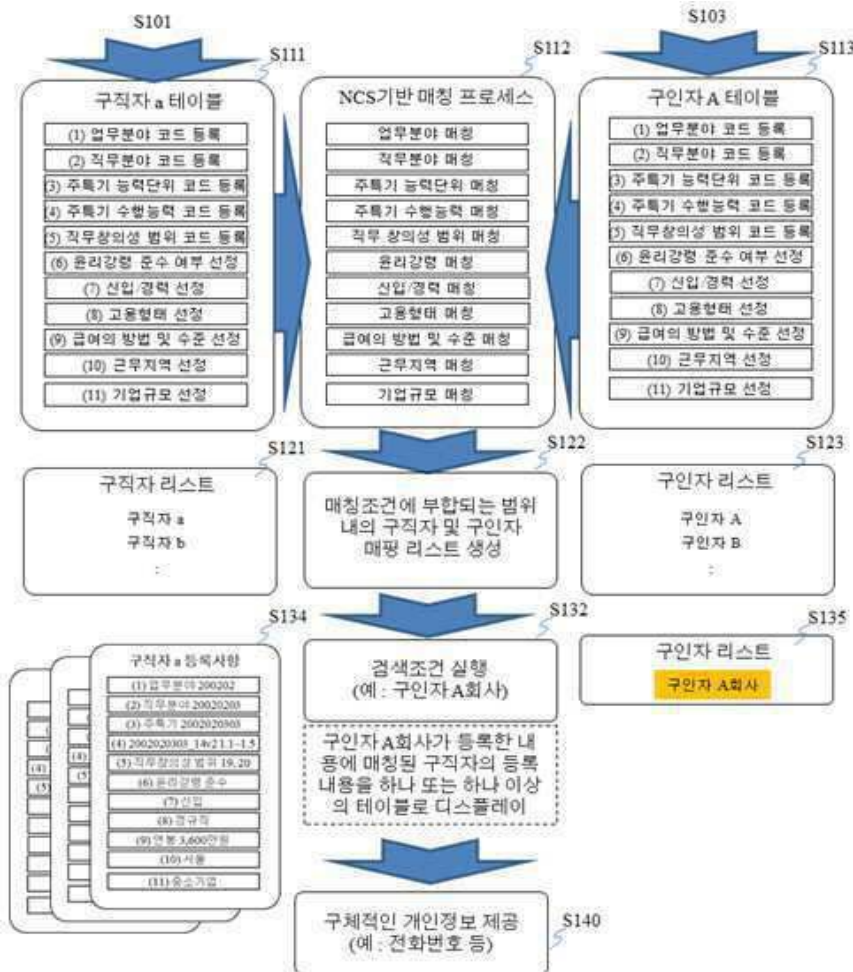 S101
S103
S111
구직자 a 테이블
(1) 업무분야 코드 등록
(2) 직무분야 코드 등록
(3) 주특기 능력단위 코드 등록
(4) 주특기 수행능력 코드 등록
(5) 직무창의성 범위 코드 등록
(6) 윤리강령 준수 여부 선정
(7) 신입/경력 선정
(8) 고용형태 선정
(9) 급여의 방법 및 수준 선정
(10) 근무지역 선정
(11) 기업규모 선정
S112
NCS기반 매칭 프로세스
업무분야 매칭
직무분야 매칭
주특기 능력단위 매칭
주특기 수행능력 매칭
직무 창의성 범위 매칭
윤리강령 매칭
신입/경력 매칭
고용형태 매칭
급여의 방법 및 수준 매칭
근무지역 매칭
기업규모 매칭
S113
구인자 A 테이블
(1) 업무분야 코드 등록
(2) 직무분야 코드 등록
(3) 주특기 능력단위 코드 등록
(4) 주특기 수행능력 코드 등록
(5) 직무창의성 범위 코드 등록
(6) 윤리강령 준수 여부 선정
(7) 신입/경력 선정
(8) 고용형태 선정
(9) 급여의 방법 및 수준 선정
(10) 근무지역 선정
(11) 기업규모 선정
S121
구직자 리스트
구직자 a
구직자 b
:
S122
매칭조건에 부합되는 범위
내의 구직자 및 구인자
매핑 리스트 생성
S123
구인자 리스트
구인자 A
구인자 B
:
S134
구직자 a 등록사항
(1) 업무분야 200202
(2) 직무분야 20020203
(3) 주특기 2002020303
(4) 2002020303_14v2 1.1~1.5
(5) 직무창의성 범위 19, 20
(6) 윤리강령 준수
(7) 신입
(8) 정규직
(9) 연봉 3,600만원
(10) 서울
(11) 중소기업
(4)
(5)
(4)
(5)
S132
검색조건 실행
(예 : 구인자 A회사)
구인자 A회사가 등록한 내
용에 매칭된 구직자의 등록
내용을 하나 또는 하나 이상
의 테이블로 디스플레이
S135
구인자 리스트
구인자 A회사
S140
구체적인 개인정보 제공
(예 : 전화번호 등)